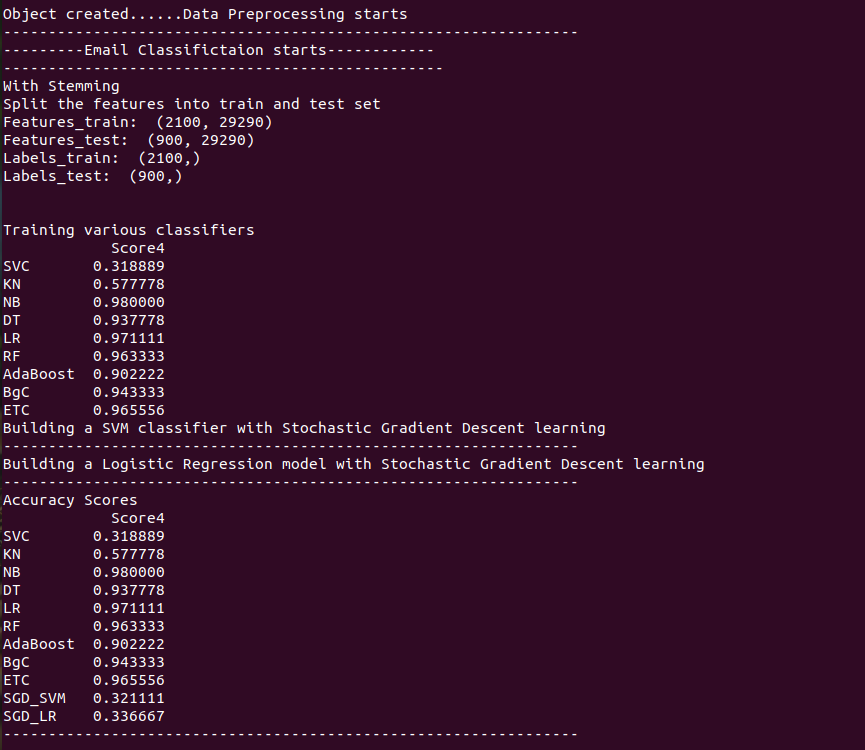 Object created......Data Preprocessing starts
----------------------------------------------------------------
---------Email Classifictaion starts------------
-------------------------------------------------
With Stemming
Split the features into train and test set
Features_train:  (2100, 29290)
Features_test:  (900, 29290)
Labels_train:  (2100,)
Labels_test:  (900,)
Training various classifiers
            Score4
SVC       0.318889
KN        0.577778
NB        0.980000
DT        0.937778
LR        0.971111
RF        0.963333
AdaBoost  0.902222
BgC       0.943333
ETC       0.965556
Building a SVM classifier with Stochastic Gradient Descent learning
----------------------------------------------------------------
Building a Logistic Regression model with Stochastic Gradient Descent learning
----------------------------------------------------------------
Accuracy Scores
            Score4
SVC       0.318889
KN        0.577778
NB        0.980000
DT        0.937778
LR        0.971111
RF        0.963333
AdaBoost  0.902222
BgC       0.943333
ETC       0.965556
SGD_SVM   0.321111
SGD_LR    0.336667
----------------------------------------------------------------